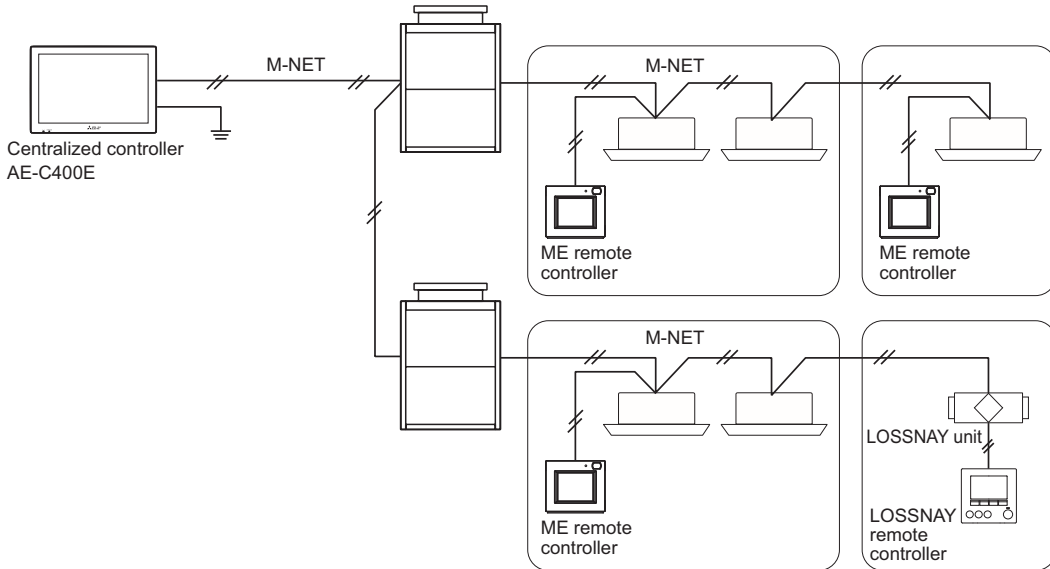 M-NET
Centralized controller
AE-C400E
M-NET
ME remote
controller
ME remote
controller
M-NET
ME remote
controller
LOSSNAY unit
LOSSNAY
remote
controller